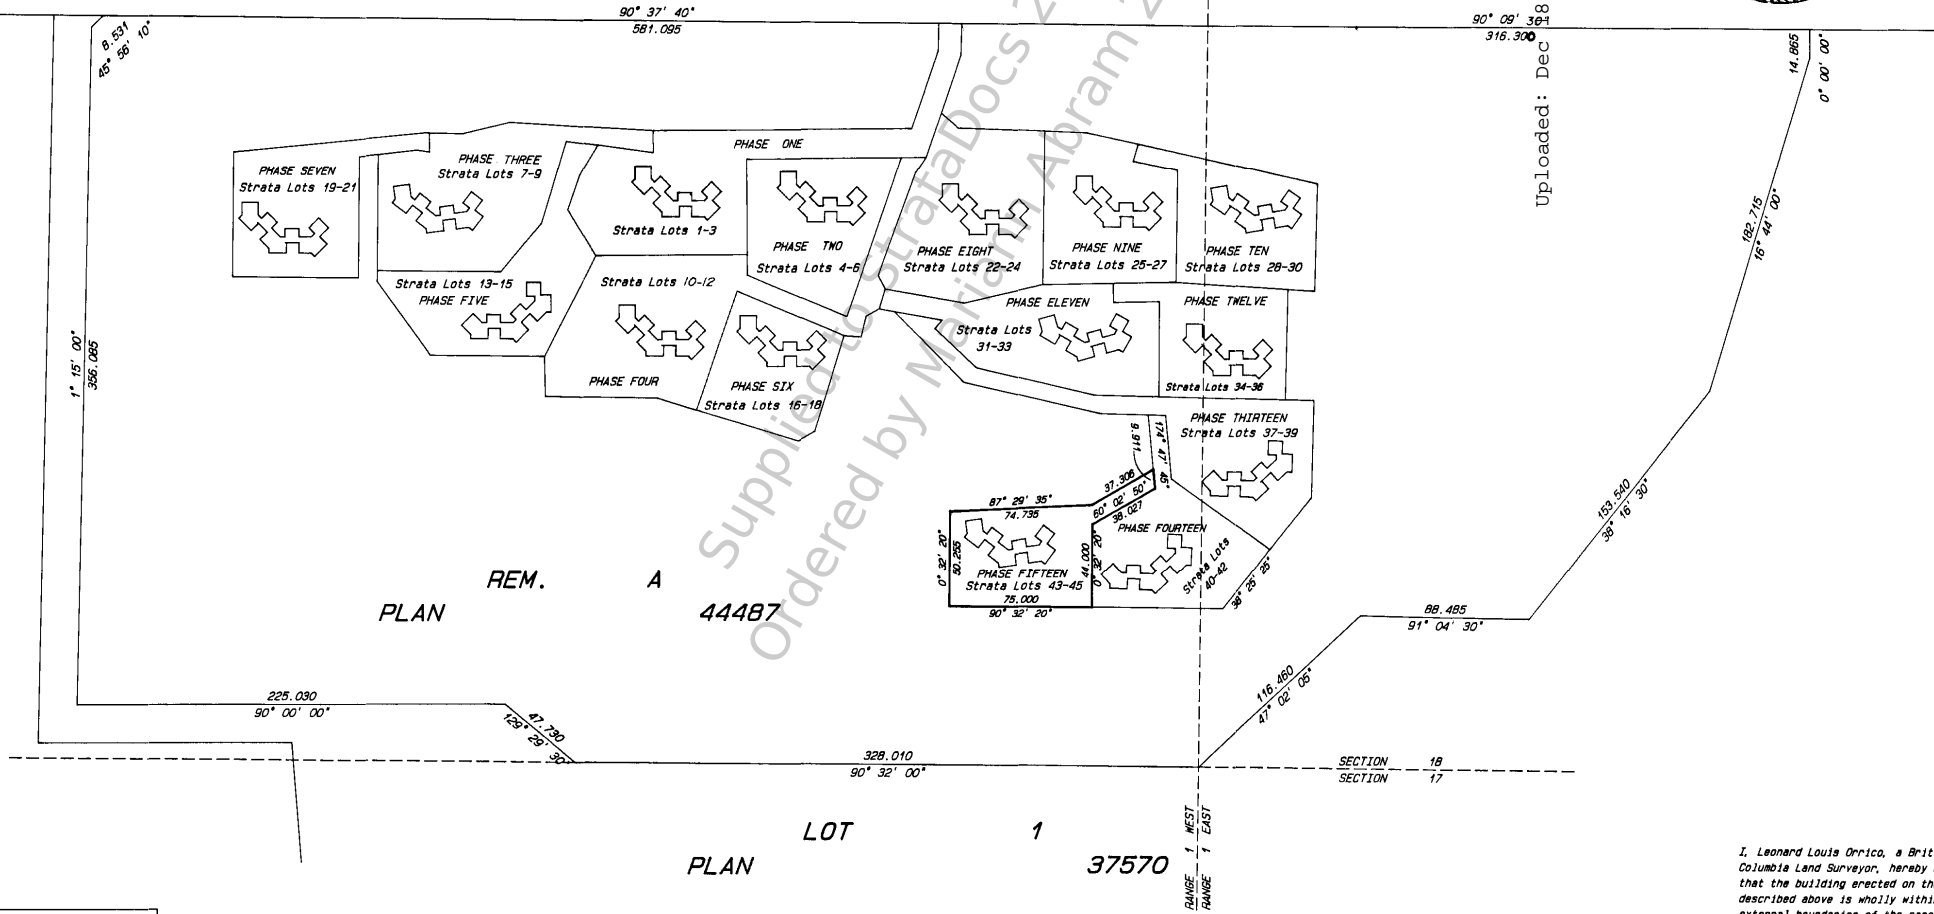 90° 37' 40"
581.095
90° 09' 30"
316.300
8.531
45° 56' 10"
14.865
0° 00' 00"
Uploaded: Dec
PHASE ONE
PHASE SEVEN
Strata Lots 19-21
PHASE THREE
Strata Lots 7-9
Strata Lots 1-3
PHASE TWO
Strata Lots 4-6
PHASE EIGHT
Strata Lots 22-24
PHASE NINE
Strata Lots 25-27
PHASE TEN
Strata Lots 28-30
182.715
16° 44' 00"
Strata Lots 13-15
PHASE FIVE
Strata Lots 10-12
PHASE FOUR
PHASE SIX
Strata Lots 16-18
PHASE ELEVEN
Strata Lots
31-33
PHASE TWELVE
Strata Lots 34-36
1° 15' 00"
356.085
PHASE THIRTEEN
Strata Lots 37-39
9.911
174° 47' 45"
37.306
60° 02' 50"
38.027
87° 29' 35"
74.735
0° 32' 20"
50.255
PHASE FIFTEEN
Strata Lots 43-45
75.000
90° 32' 20"
44.000
0° 32' 20"
PHASE FOURTEEN
Strata Lots
40-42
38° 25' 25"
153.540
38° 16' 30"
88.485
91° 04' 30"
116.460
47° 02' 05"
REM. A
PLAN 44487
225.030
90° 00' 00"
47.730
129° 29' 30"
328.010
90° 32' 00"
SECTION 18
SECTION 17
LOT 1
PLAN 37570
RANGE 1 WEST
RANGE 1 EAST
Supplied to StrataDocs
Ordered by Mariam Abram
I, Leonard Louis Orrico, a Brit
Columbia Land Surveyor, hereby
that the building erected on th
described above is wholly withi